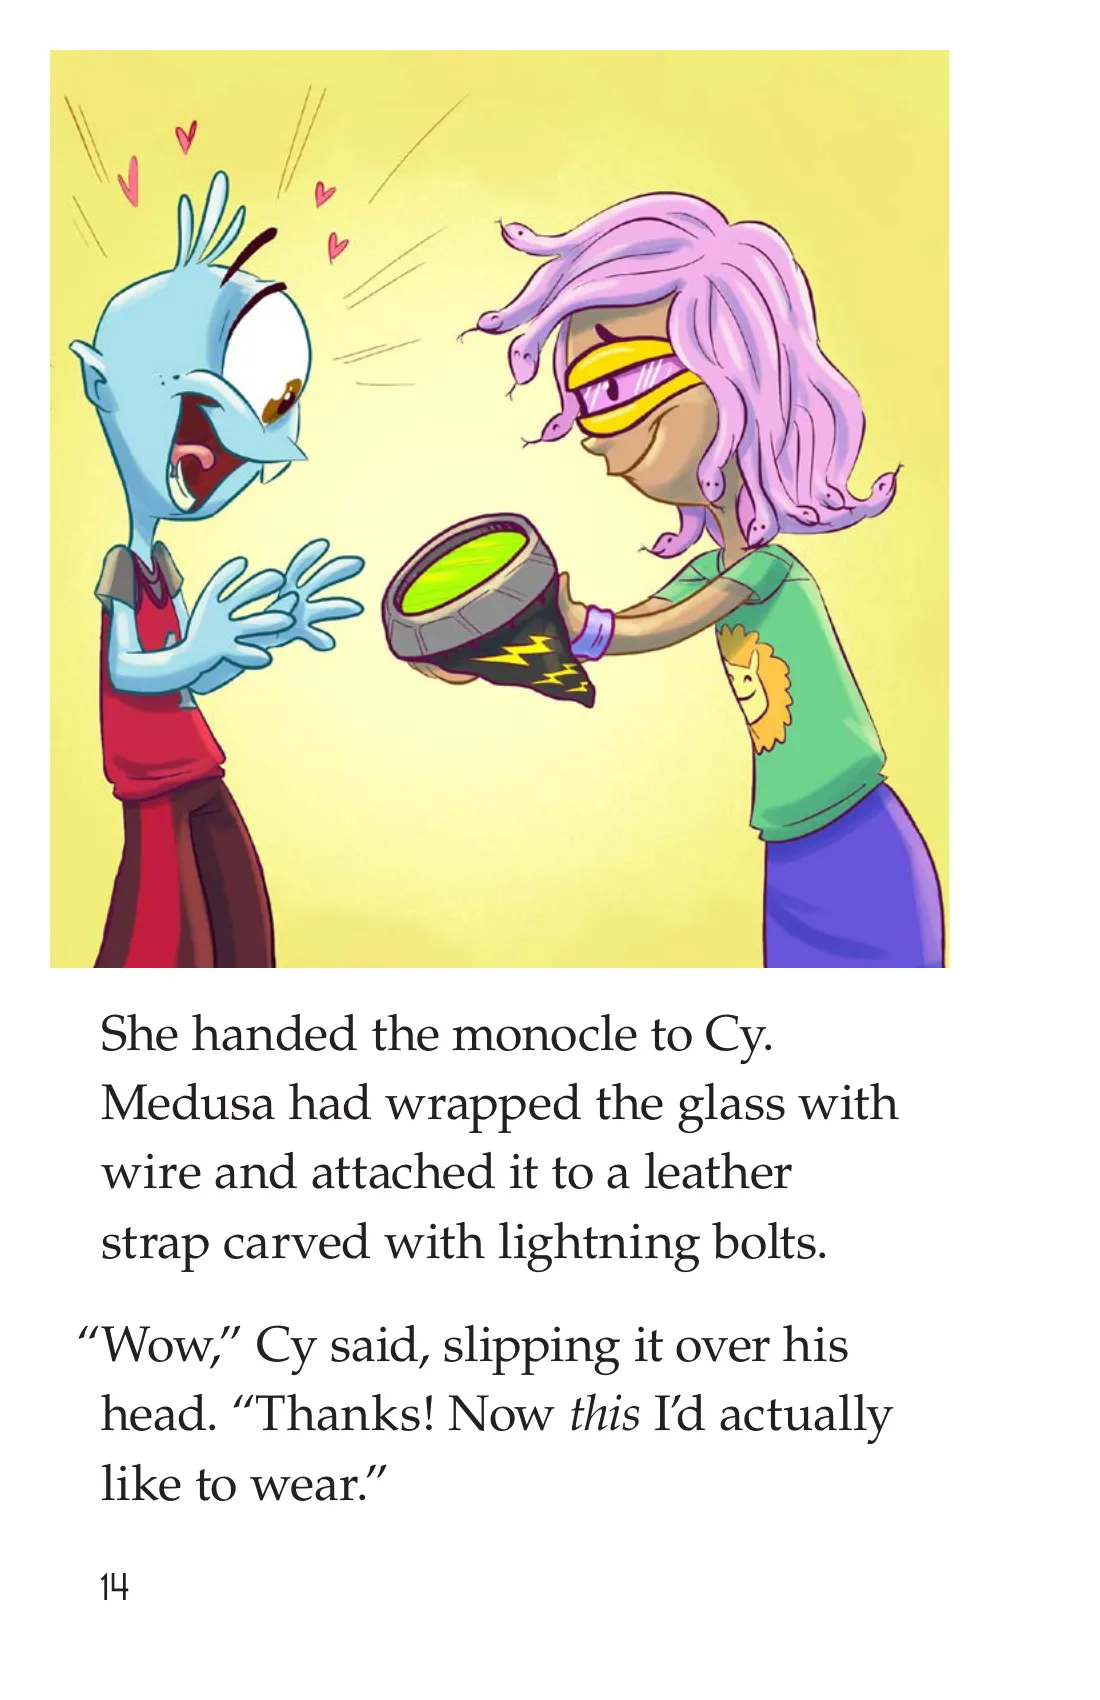 She handed the monocle to Cy.
Medusa had wrapped the glass with
wire and attached it to a leather
strap carved with lightning bolts.
“Wow,” Cy said, slipping it over his
head. “Thanks! Now this I’d actually
like to wear.”
14